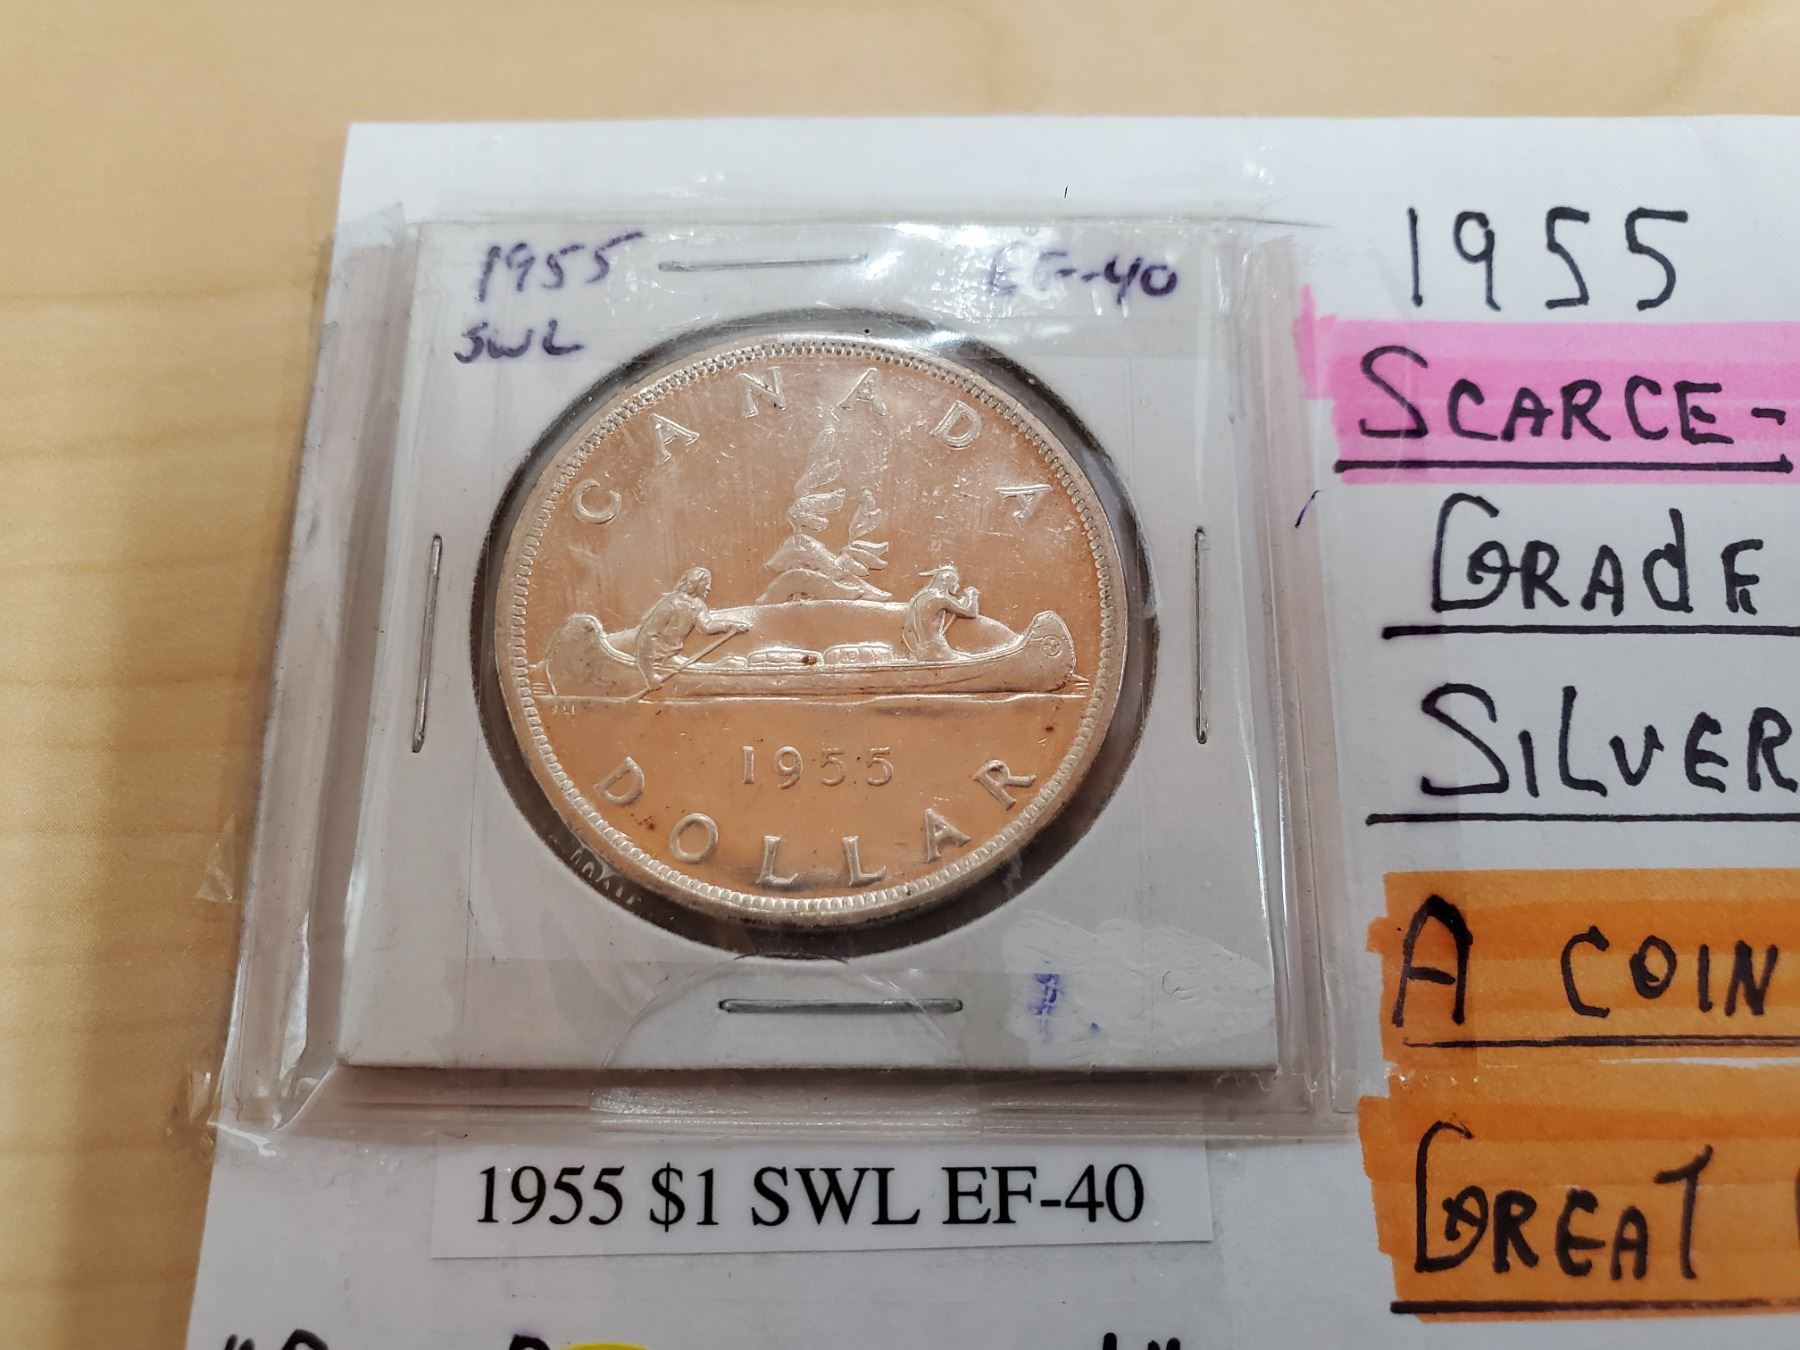 1955
EF-40
SWL
CANADA
1955
DOLLAR
1955 $1 SWL EF-40
1955
SCARCE-
GRADE
SILVER
A COIN
GREAT